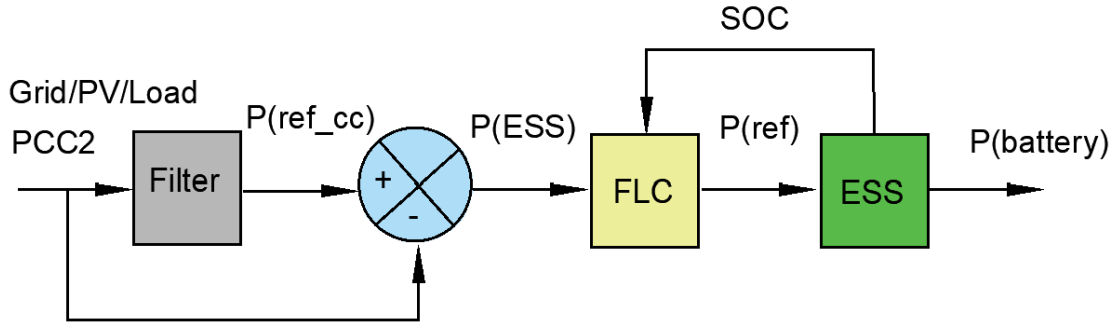 SOC
Grid/PV/Load
PCC2
P(ref_cc)
P(ESS)
P(ref)
P(battery)
Filter
+
-
FLC
ESS